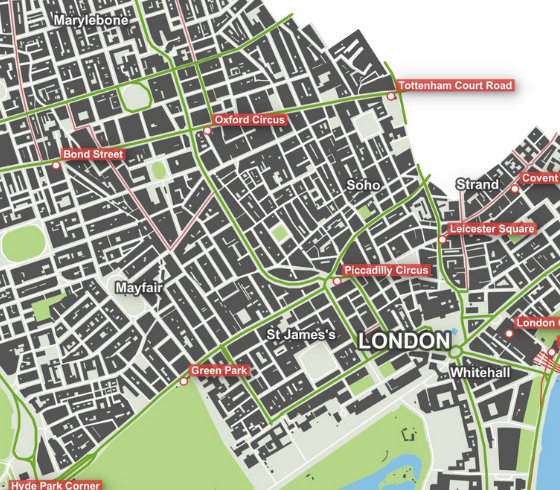 Marylebone
Tottenham Court Road
Oxford Circus
Bond Street
Soho
Strand
Covent
Leicester Square
Piccadilly Circus
Mayfair
London
St James's
LONDON
Green Park
Whitehall
Hyde Park Corner